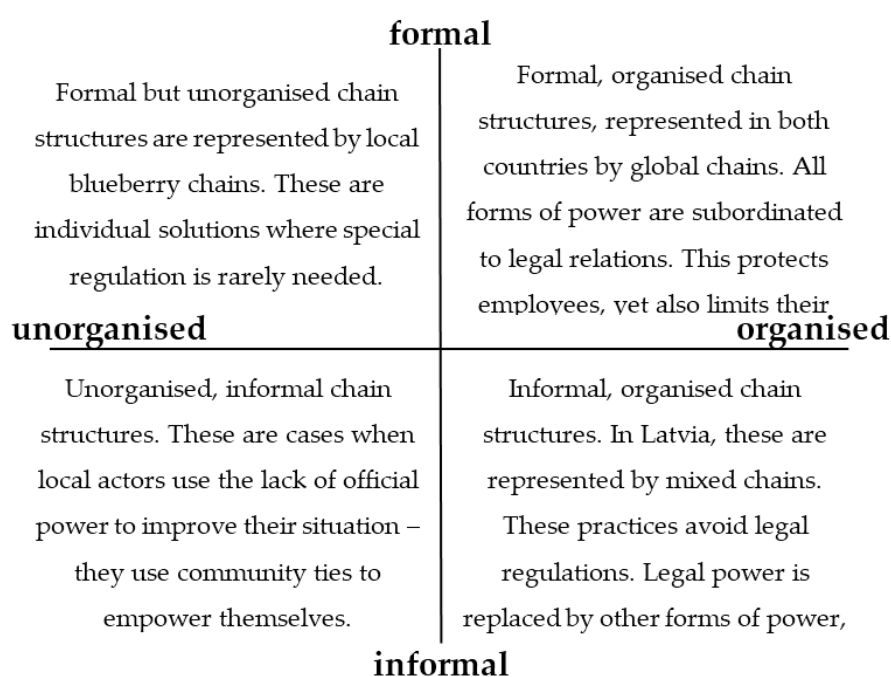 formal
Formal but unorganised chain
structures are represented by local
blueberry chains. These are
individual solutions where special
regulation is rarely needed.
Formal, organised chain
structures, represented in both
countries by global chains. All
forms of power are subordinated
to legal relations. This protects
employees, yet also limits their
unorganised
organised
Unorganised, informal chain
structures. These are cases when
local actors use the lack of official
power to improve their situation –
they use community ties to
empower themselves.
Informal, organised chain
structures. In Latvia, these are
represented by mixed chains.
These practices avoid legal
regulations. Legal power is
replaced by other forms of power,
informal